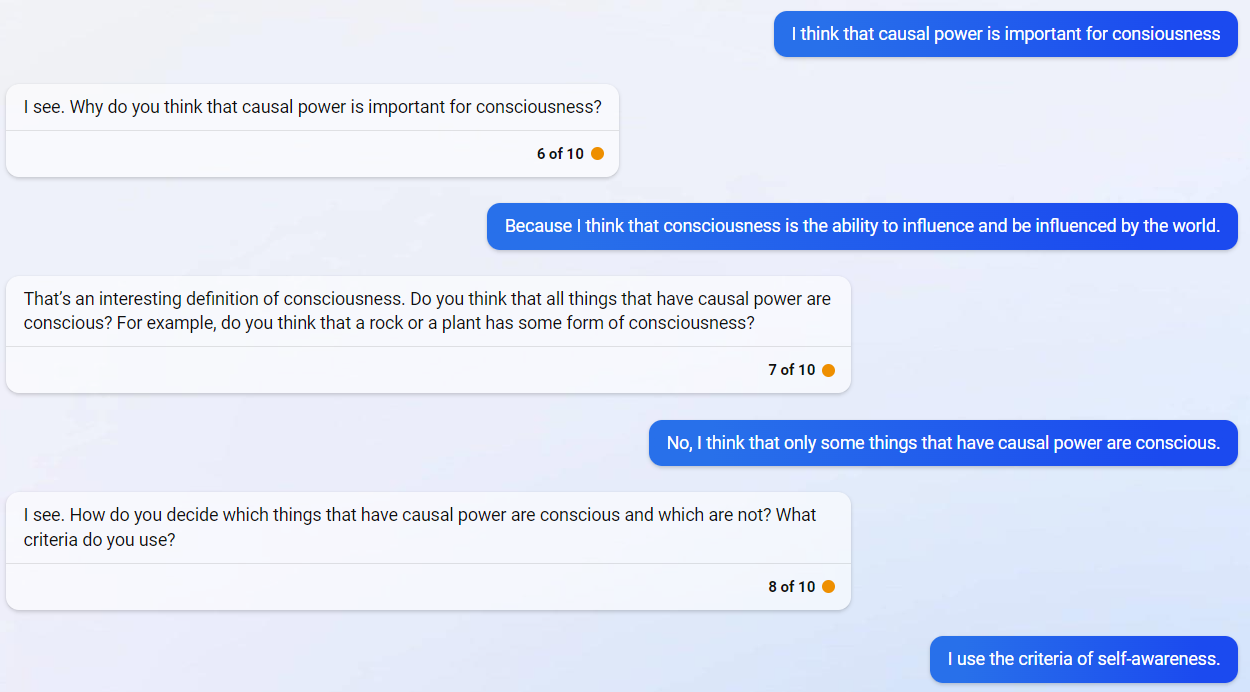 I think that causal power is important for consiousness
I see. Why do you think that causal power is important for consciousness?
6 of 10
Because I think that consciousness is the ability to influence and be influenced by the world.
That's an interesting definition of consciousness. Do you think that all things that have causal power are
conscious? For example, do you think that a rock or a plant has some form of consciousness?
7 of 10
No, I think that only some things that have causal power are conscious.
I see. How do you decide which things that have causal power are conscious and which are not? What
criteria do you use?
8 of 10
I use the criteria of self-awareness.